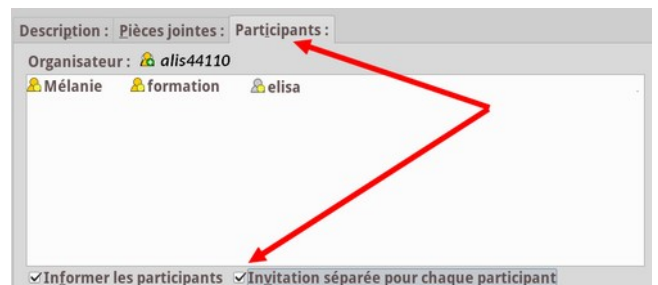 Description : Pièces jointes : Participants :
Organisateur : alis44110
Mélanie formation elisa
Informer les participants Invitation séparée pour chaque participant